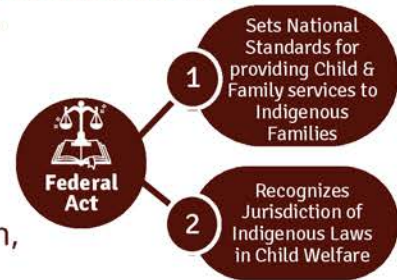 Sets National
Standards for
providing Child &
Family services to
Indigenous
Families
1
Federal
Act
n,
2
Recognizes
Jurisdiction of
Indigenous Laws
in Child Welfare